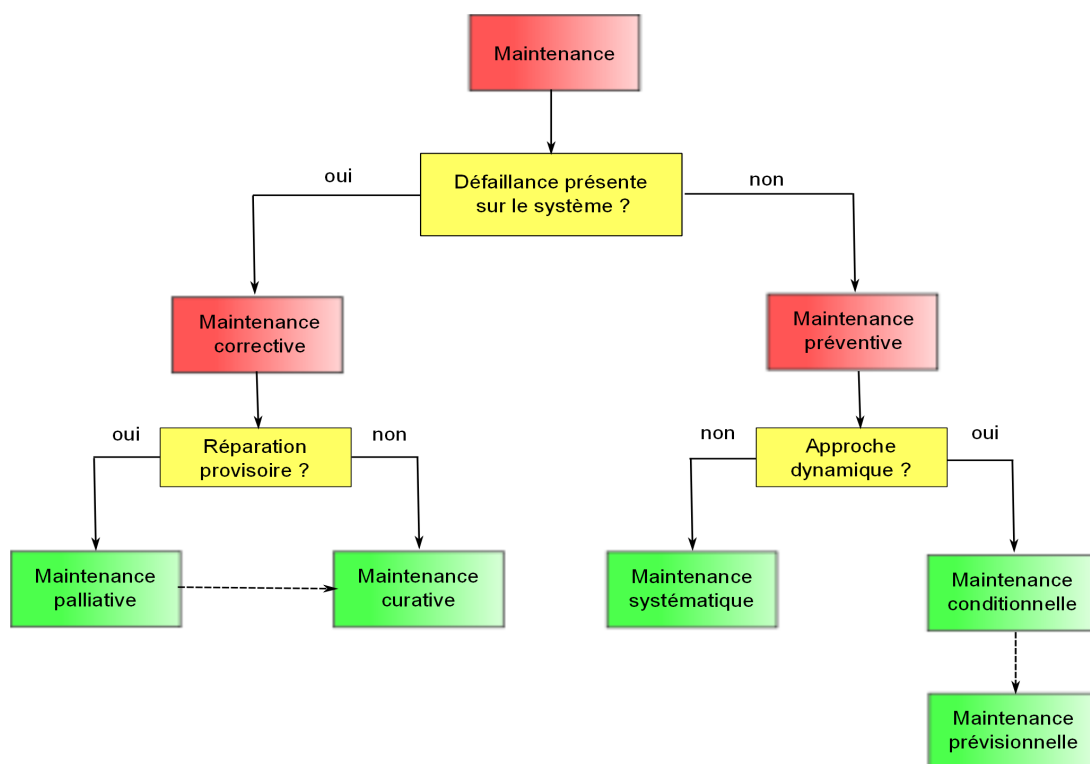 Maintenance
oui
Défaillance présente
sur le système ?
non
Maintenance
corrective
Maintenance
préventive
oui
Réparation
provisoire ?
non
non
Approche
dynamique ?
oui
Maintenance
palliative
Maintenance
curative
Maintenance
systématique
Maintenance
conditionnelle
Maintenance
prévisionnelle